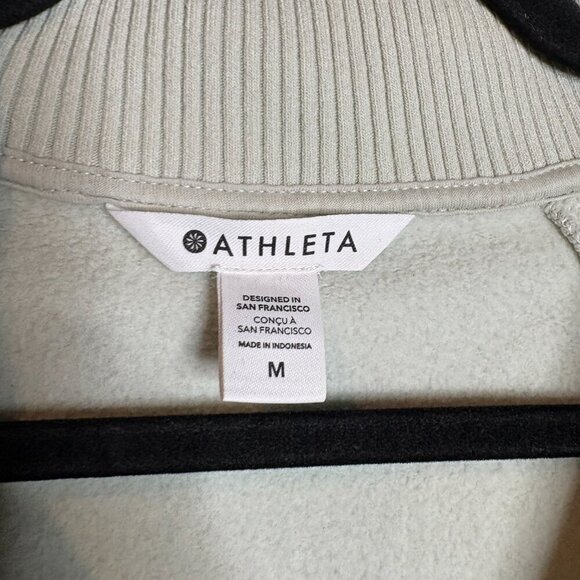 ATHLETA
DESIGNED IN
SAN FRANCISCO
CONÇU À
SAN FRANCISCO
MADE IN INDONESIA
M